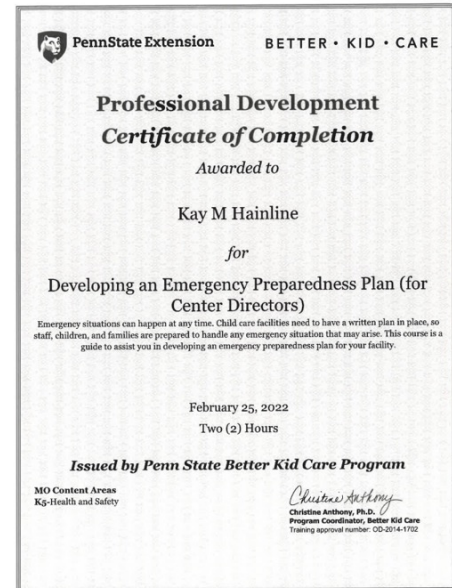 PennState Extension
BETTER • KID • CARE
Professional Development
Certificate of Completion
Awarded to
Kay M Hainline
for
Developing an Emergency Preparedness Plan (for
Center Directors)
Emergency situations can happen at any time. Child care facilities need to have a written plan in place, so
staff, children, and families are prepared to handle any emergency situation that may arise. This course is a
guide to assist you in developing an emergency preparedness plan for your facility.
February 25, 2022
Two (2) Hours
Issued by Penn State Better Kid Care Program
MO Content Areas
K5-Health and Safety
Christine Anthony
Christine Anthony, Ph.D.
Program Coordinator, Better Kid Care
Training approval number: OD-2014-1702